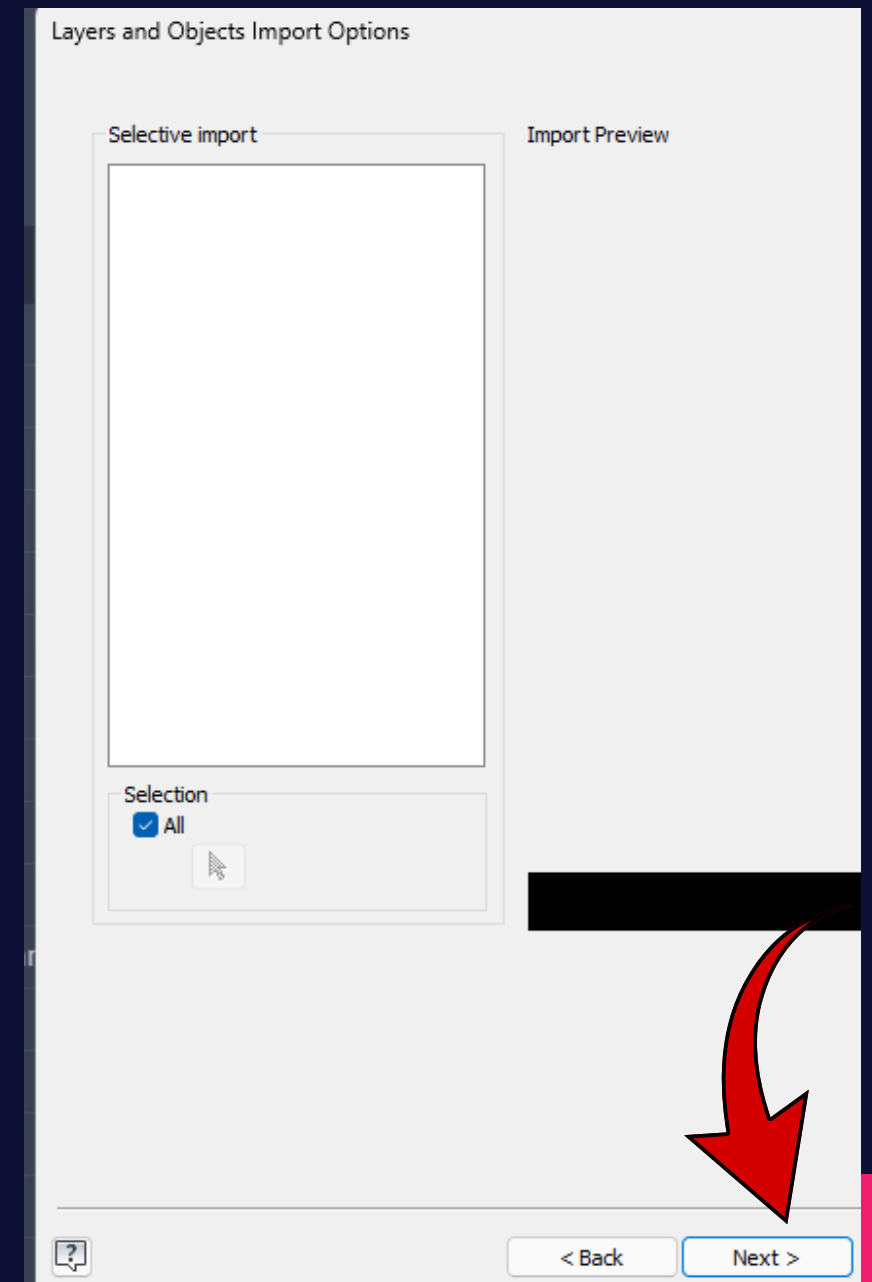 Layers and Objects Import Options
Selective import
Import Preview
Selection
All
?
< Back
Next >